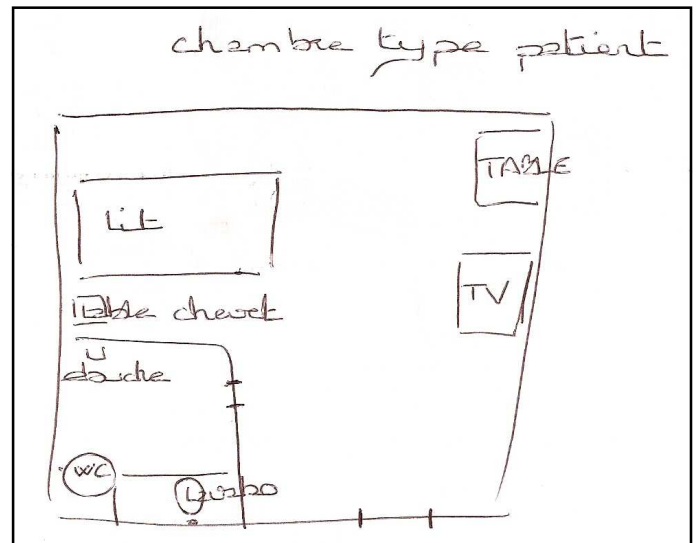 chambre type patient
TABLE
Lit
TV
table chevet
douche
WC
Lavabo